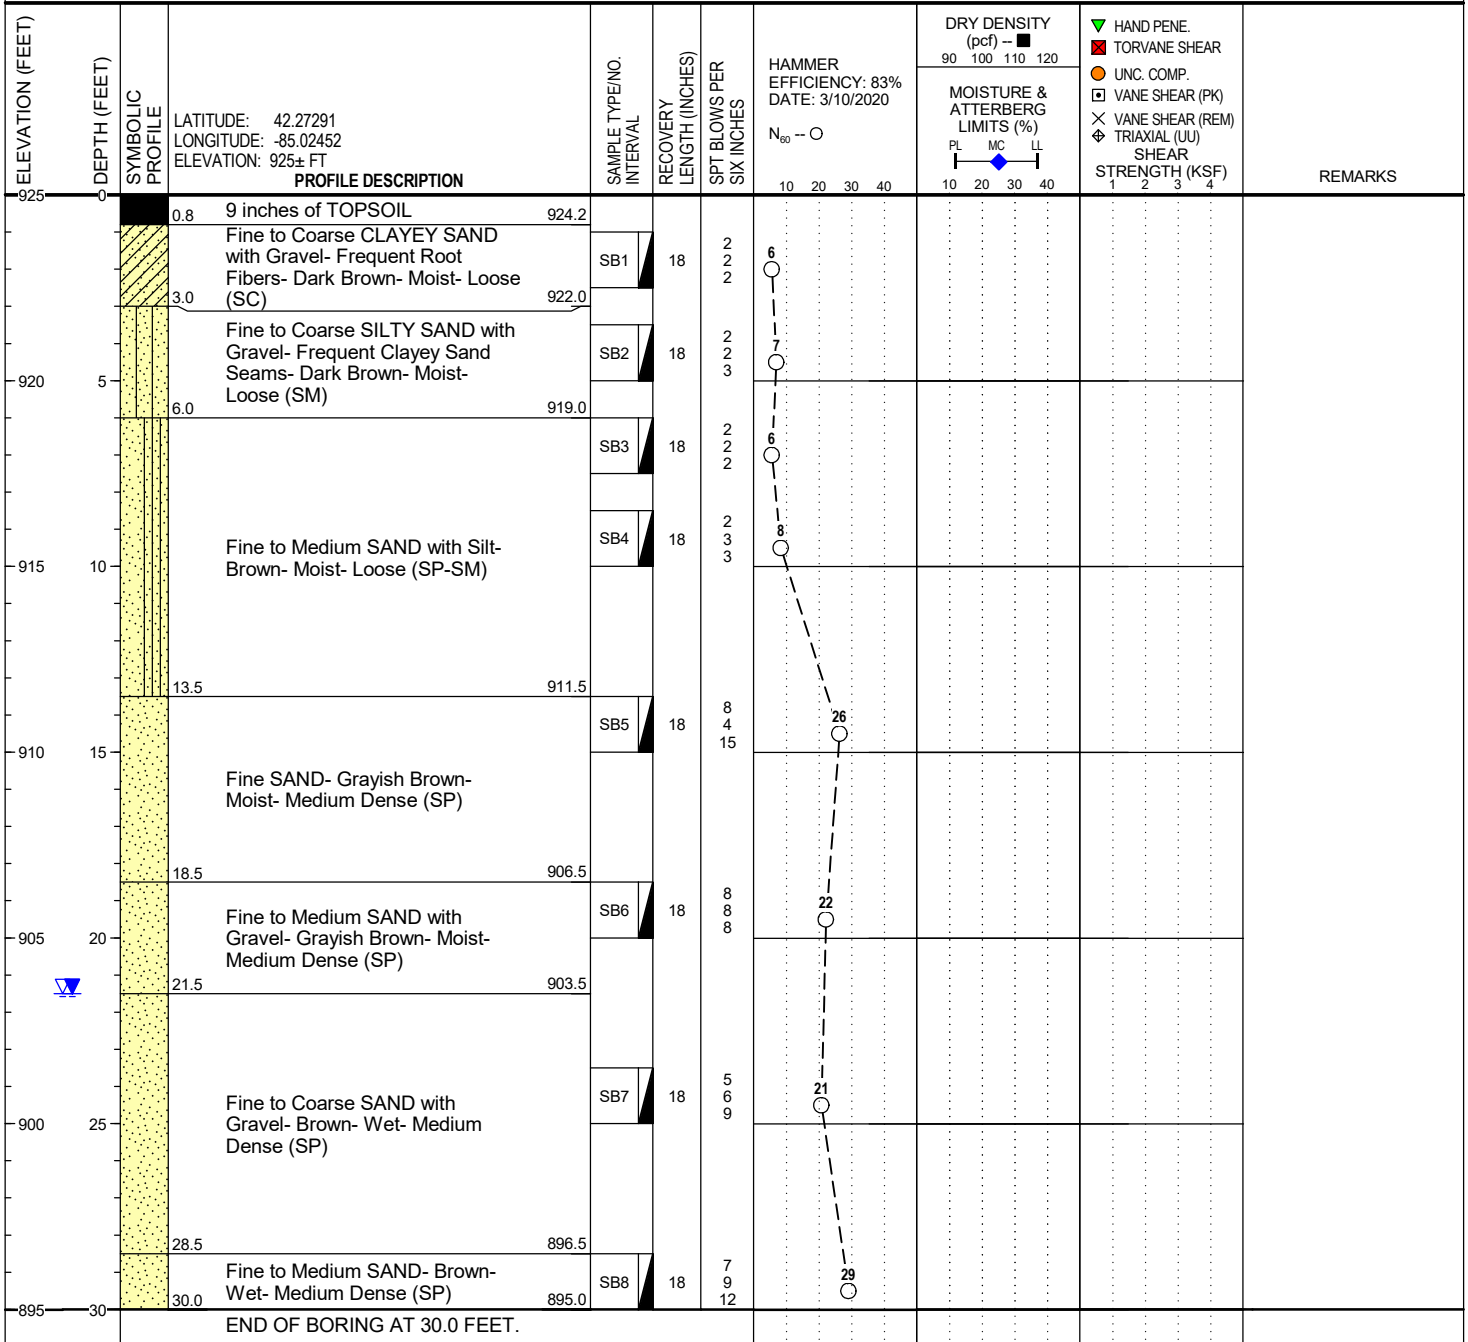 ELEVATION (FEET)
DEPTH (FEET)
SYMBOLIC
PROFILE
LATITUDE: 42.27291
LONGITUDE: -85.02452
ELEVATION: 925± FT
PROFILE DESCRIPTION
SAMPLE TYPE/NO.
INTERVAL
RECOVERY
LENGTH (INCHES)
SPT BLOWS PER
SIX INCHES
HAMMER
EFFICIENCY: 83%
DATE: 3/10/2020
N60 -- O
10 20 30 40
DRY DENSITY
(pcf) -- ■
90 100 110 120
MOISTURE &
ATTERBERG
LIMITS (%)
PL MC LL
10 20 30 40
HAND PENE.
TORVANE SHEAR
UNC. COMP.
VANE SHEAR (PK)
VANE SHEAR (REM)
TRIAXIAL (UU)
SHEAR
STRENGTH (KSF)
1 2 3 4
REMARKS
925 0
0.8 9 inches of TOPSOIL 924.2
Fine to Coarse CLAYEY SAND
with Gravel- Frequent Root
Fibers- Dark Brown- Moist- Loose
(SC)
3.0 922.0
SB1 18
2
2
2
6
Fine to Coarse SILTY SAND with
Gravel- Frequent Clayey Sand
Seams- Dark Brown- Moist-
Loose (SM)
SB2 18
2
2
3
7
920 5
6.0 919.0
SB3 18
2
2
2
6
SB4 18
2
3
3
8
Fine to Medium SAND with Silt-
Brown- Moist- Loose (SP-SM)
915 10
13.5 911.5
SB5 18
8
4
15
26
910 15
Fine SAND- Grayish Brown-
Moist- Medium Dense (SP)
18.5 906.5
SB6 18
8
8
8
22
Fine to Medium SAND with
Gravel- Grayish Brown- Moist-
Medium Dense (SP)
905 20
21.5 903.5
SB7 18
5
6
9
21
Fine to Coarse SAND with
Gravel- Brown- Wet- Medium
Dense (SP)
900 25
28.5 896.5
Fine to Medium SAND- Brown-
Wet- Medium Dense (SP)
SB8 18
7
9
12
29
30.0 895.0
895 30
END OF BORING AT 30.0 FEET.